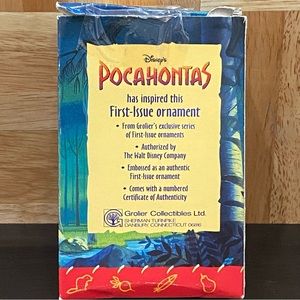 Disney's
POCAHONTAS
has inspired this
First-Issue ornament
• From Grolier's exclusive series
of First-Issue ornaments
• Authorized by
The Walt Disney Company
• Embossed as an authentic
First-Issue ornament
• Comes with a numbered
Certificate of Authenticity
Grolier Collectibles Ltd.
SHERMAN TURNPIKE
DANBURY, CONNECTICUT 06816